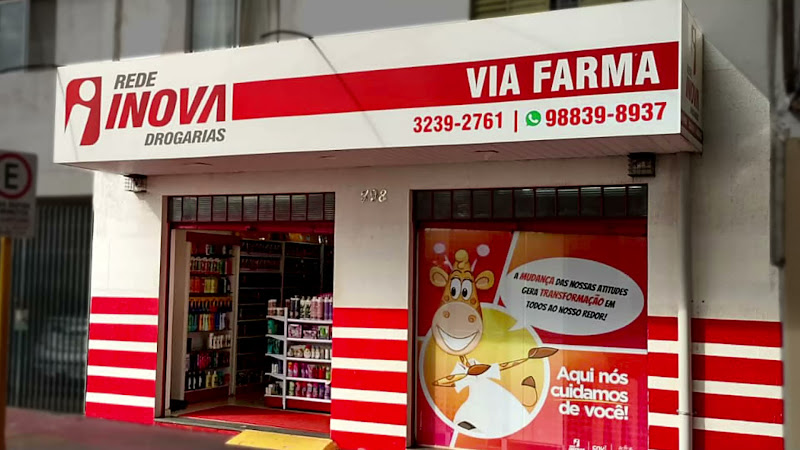 REDE
INOVA
DROGARIAS
VIA FARMA
3239-2761 | 98839-8937
E
A MUDANÇA DAS NOSSAS ATITUDES
GERA TRANSFORMAÇÃO EM
TODOS AO NOSSO REDOR!
Aqui nós
cuidamos
de você!